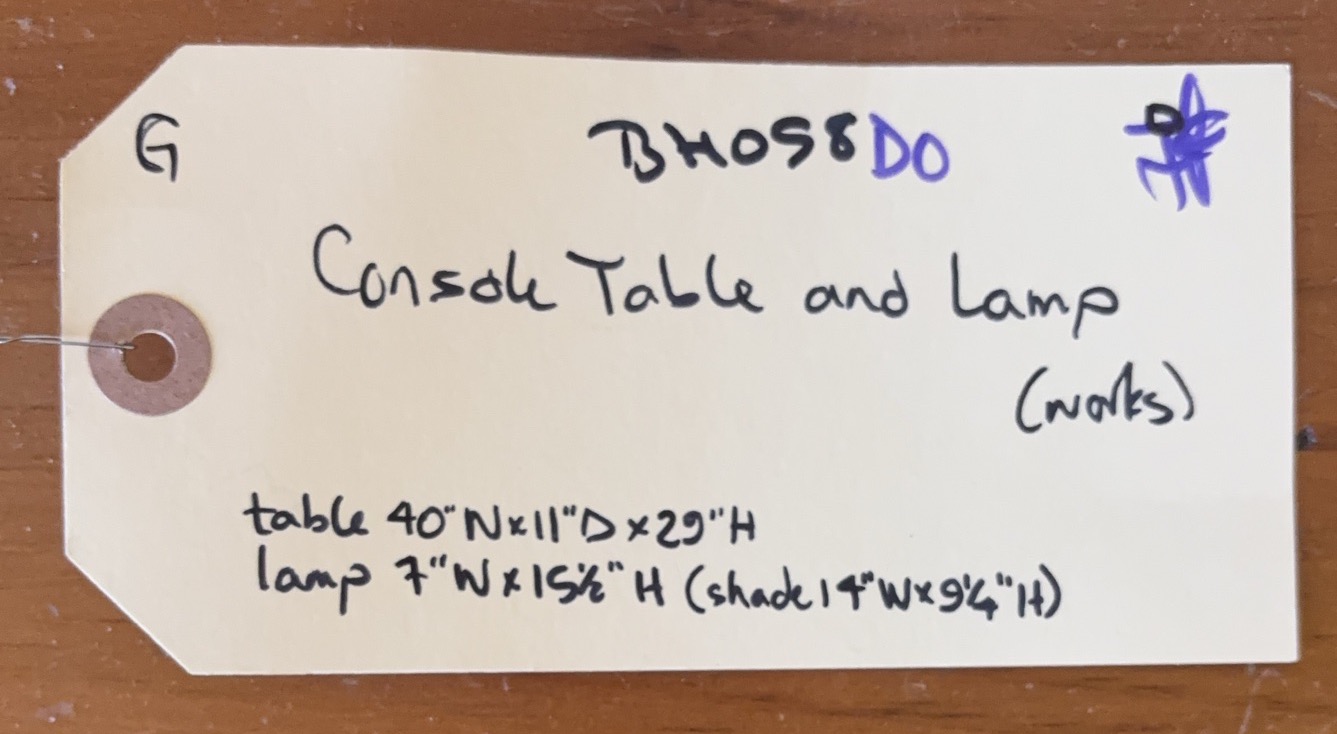 G BH058DO
Console Table and Lamp
(works)
table 40" W x 11" D x 29" H
lamp 7" W x 15½" H (shade 14" W x 9¼" H)